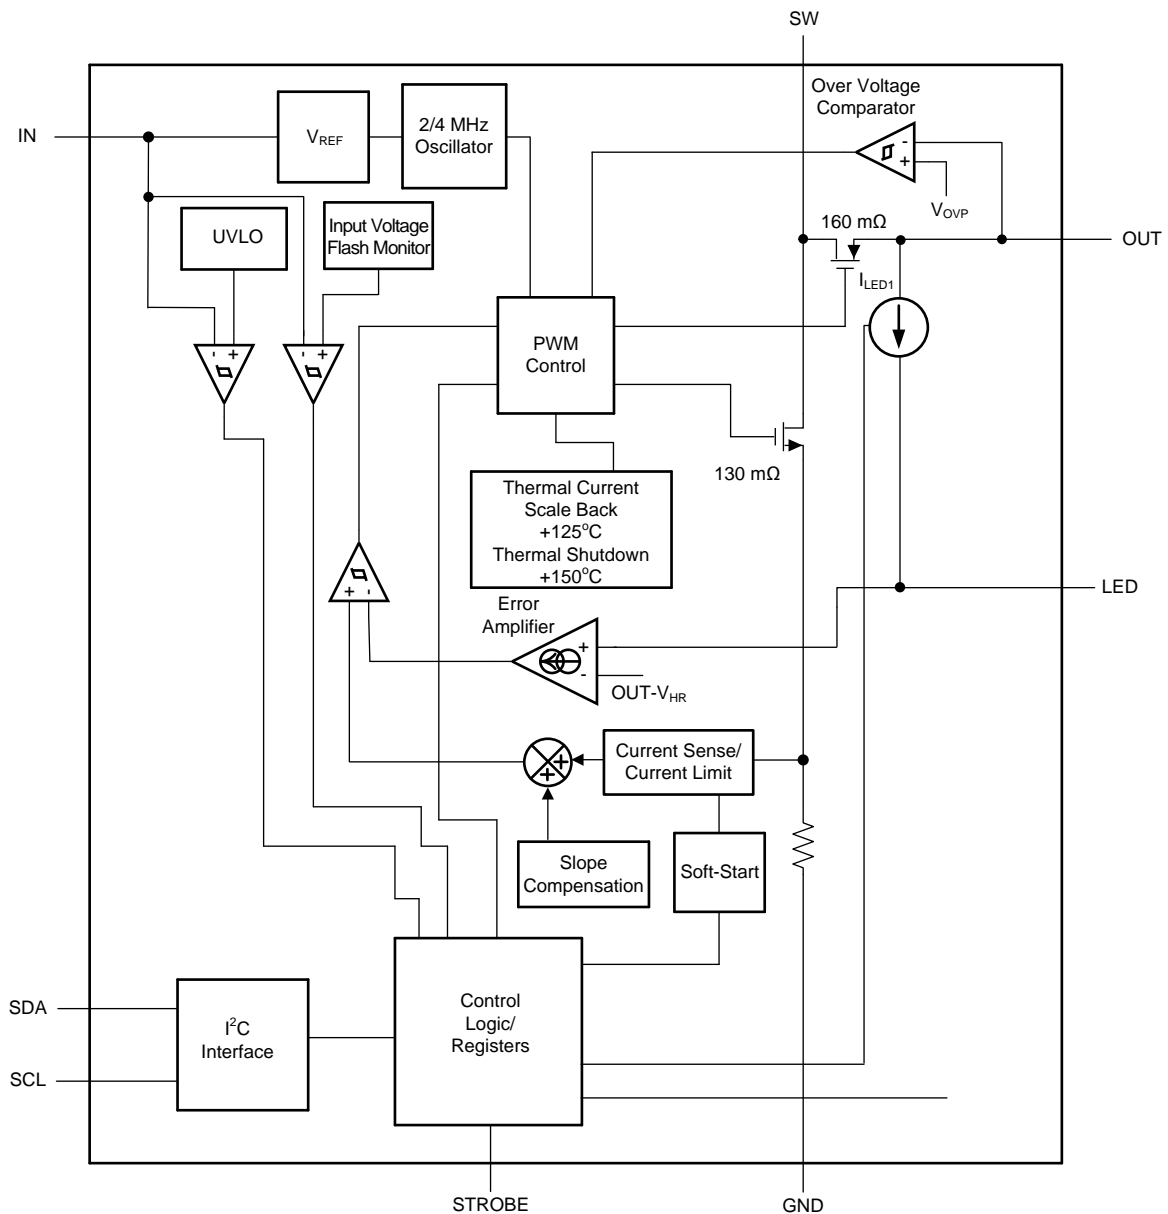 SW
Over Voltage
Comparator
IN
VREF
2/4 MHz
Oscillator
-
+
VOVP
UVLO
Input Voltage
Flash Monitor
160 mΩ
OUT
ILED1
- +
- +
PWM
Control
130 mΩ
Thermal Current
Scale Back
+125°C
Thermal Shutdown
+150°C
+ -
LED
Error
Amplifier
+
-
OUT-VHR
Current Sense/
Current Limit
+
+
Slope
Compensation
Soft-Start
SDA
I²C
Interface
Control
Logic/
Registers
SCL
STROBE
GND